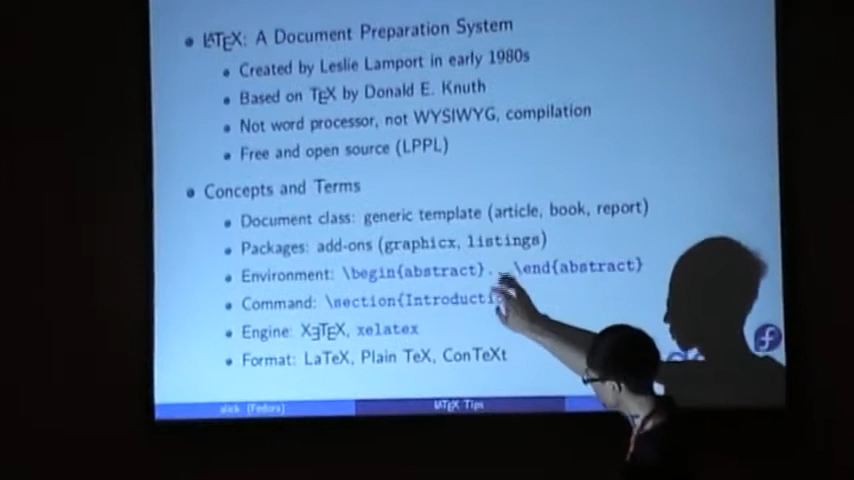 LATEX: A Document Preparation System
Created by Leslie Lamport in early 1980s
Based on TEX by Donald E. Knuth
Not word processor, not WYSIWYG, compilation
Free and open source (LPPL)
Concepts and Terms
Document class: generic template (article, book, report)
Packages: add-ons (graphicx, listings)
Environment: \begin{abstract}. \end{abstract}
Command: \section{Introducti
Engine: XƎTEX, xelatex
Format: LaTeX, Plain TeX, ConTeXt
(Fedora) LATEX Tips